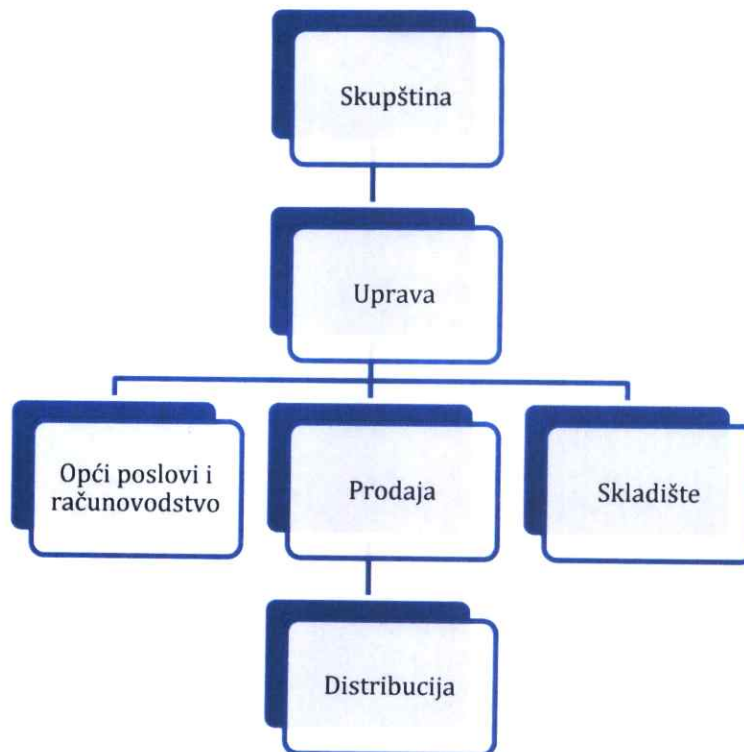 Skupština
Uprava
Opći poslovi i
računovodstvo
Prodaja
Skladište
Distribucija